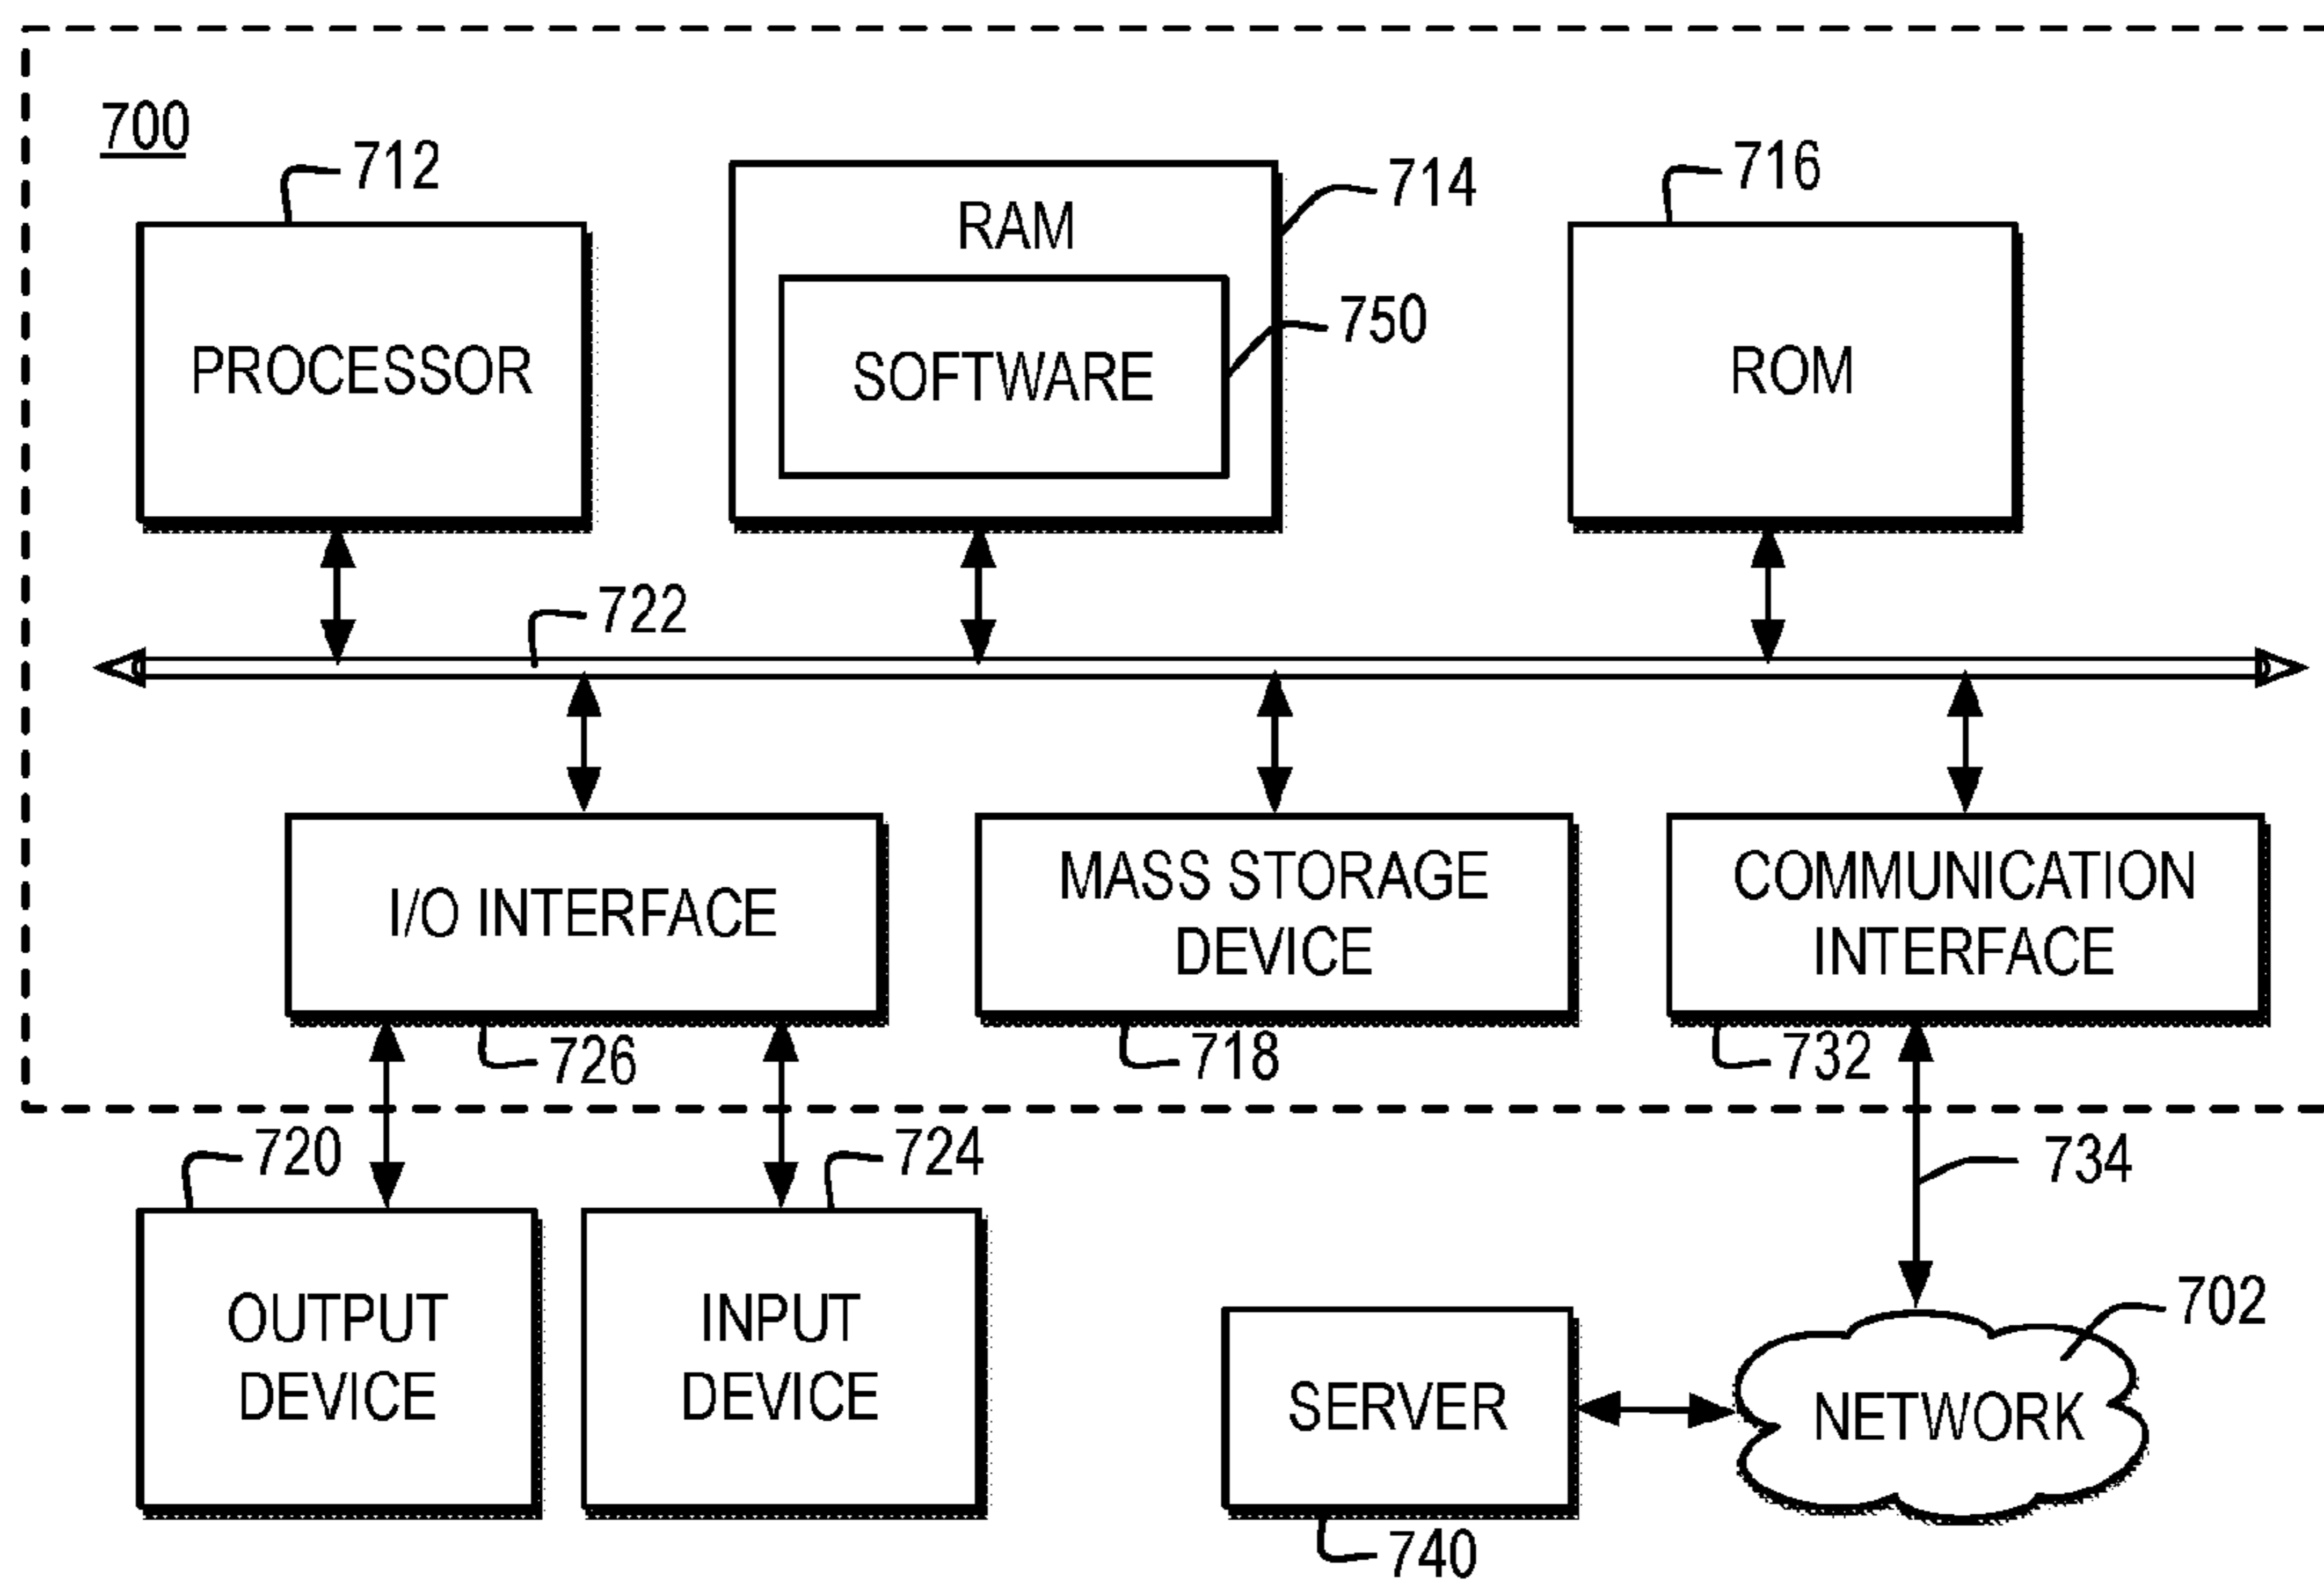 700
712
714
716
RAM
750
PROCESSOR
SOFTWARE
ROM
722
I/O INTERFACE
MASS STORAGE
DEVICE
COMMUNICATION
INTERFACE
726
718
732
720
724
734
OUTPUT
DEVICE
INPUT
DEVICE
702
SERVER
NETWORK
740